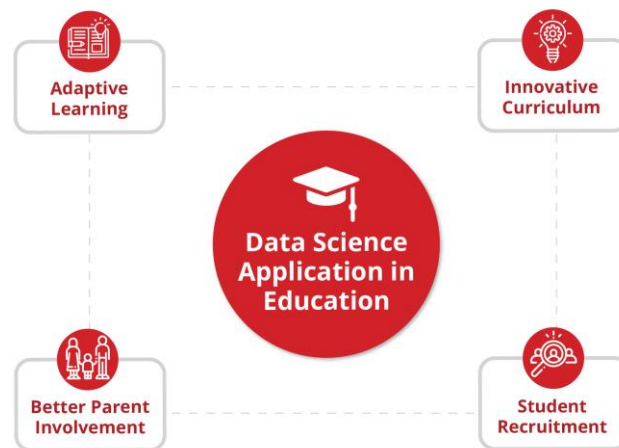 Adaptive
Learning
Innovative
Curriculum
Data Science
Application in
Education
Better Parent
Involvement
Student
Recruitment